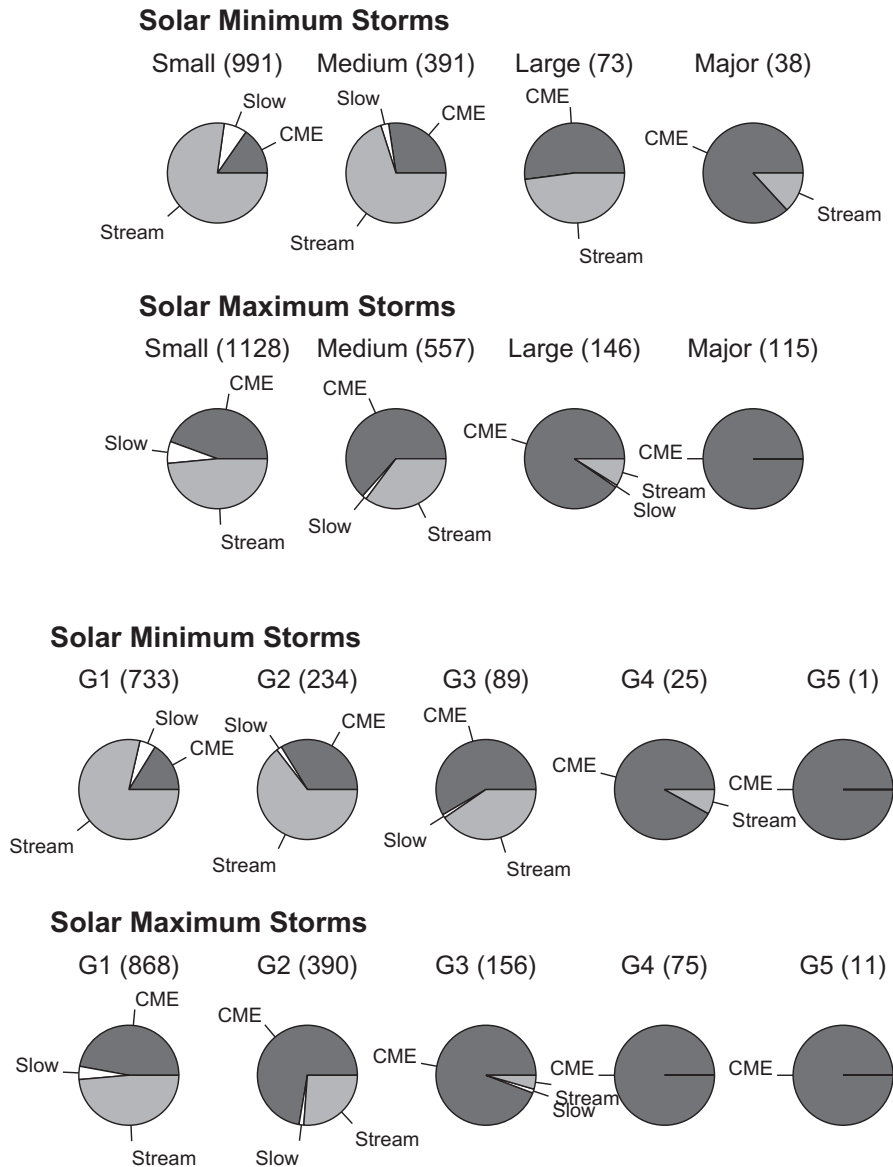 Solar Minimum Storms
Small (991) Medium (391) Large (73) Major (38)
Slow CME Stream
Slow CME Stream
CME Stream
CME Stream
Solar Maximum Storms
Small (1128) Medium (557) Large (146) Major (115)
CME Slow Stream
CME Slow Stream
CME Stream Slow
CME
Solar Minimum Storms
G1 (733) G2 (234) G3 (89) G4 (25) G5 (1)
Slow CME Stream
Slow CME Stream
CME Slow Stream
CME Stream
CME
Solar Maximum Storms
G1 (868) G2 (390) G3 (156) G4 (75) G5 (11)
CME Slow Stream
CME Slow Stream
CME Stream Slow
CME
CME